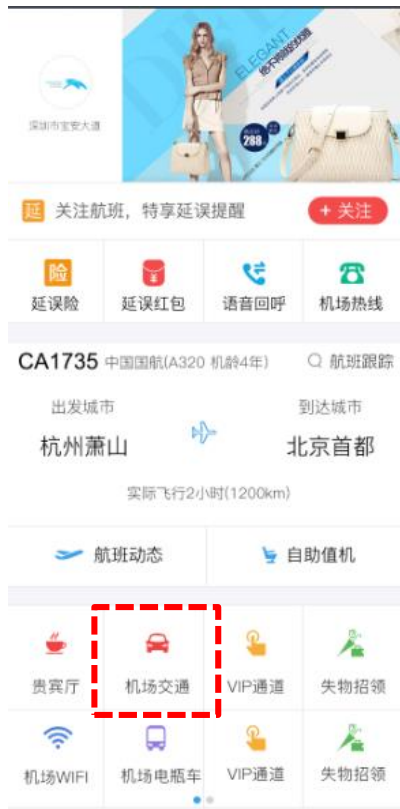 深圳市宝安大道
ELEGANT
288
延 关注航班，特享延误提醒 + 关注
险
延误险 延误红包 语音回呼 机场热线
CA1735 中国国航(A320 机龄4年) 航班跟踪
出发城市 到达城市
杭州萧山 北京首都
实际飞行2小时(1200km)
航班动态 自助值机
贵宾厅 机场交通 VIP通道 失物招领
机场WIFI 机场电瓶车 VIP通道 失物招领